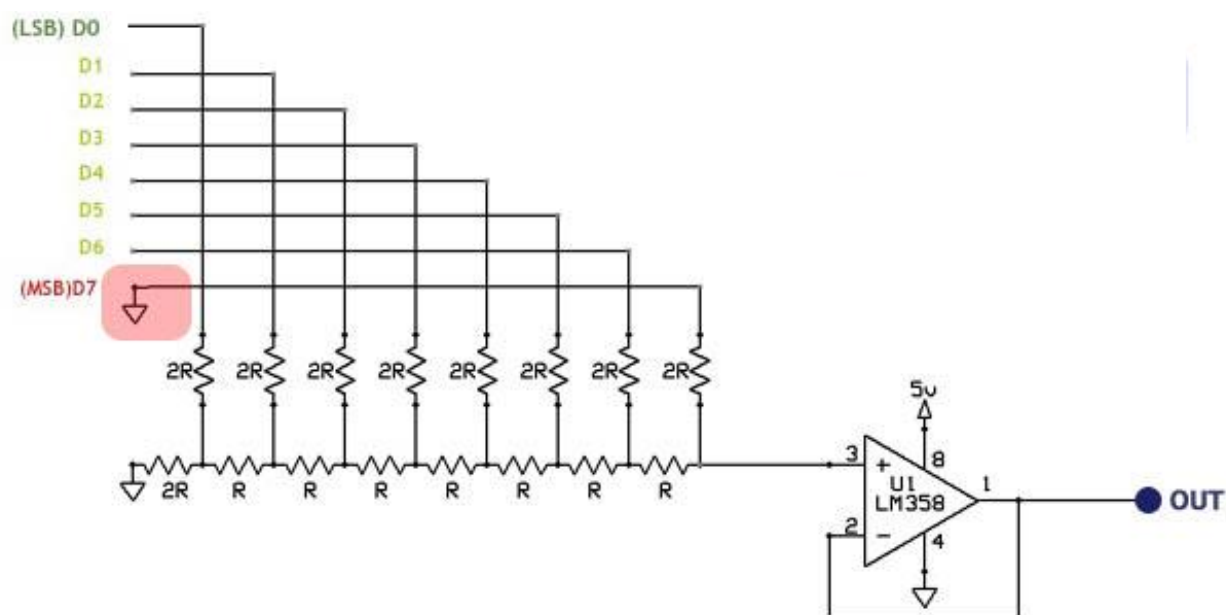 (LSB) D0
D1
D2
D3
D4
D5
D6
(MSB)D7
2R 2R 2R 2R 2R 2R 2R 2R
2R R R R R R R R
5v
3 + 8
U1 1
LM358 OUT
2 - 4